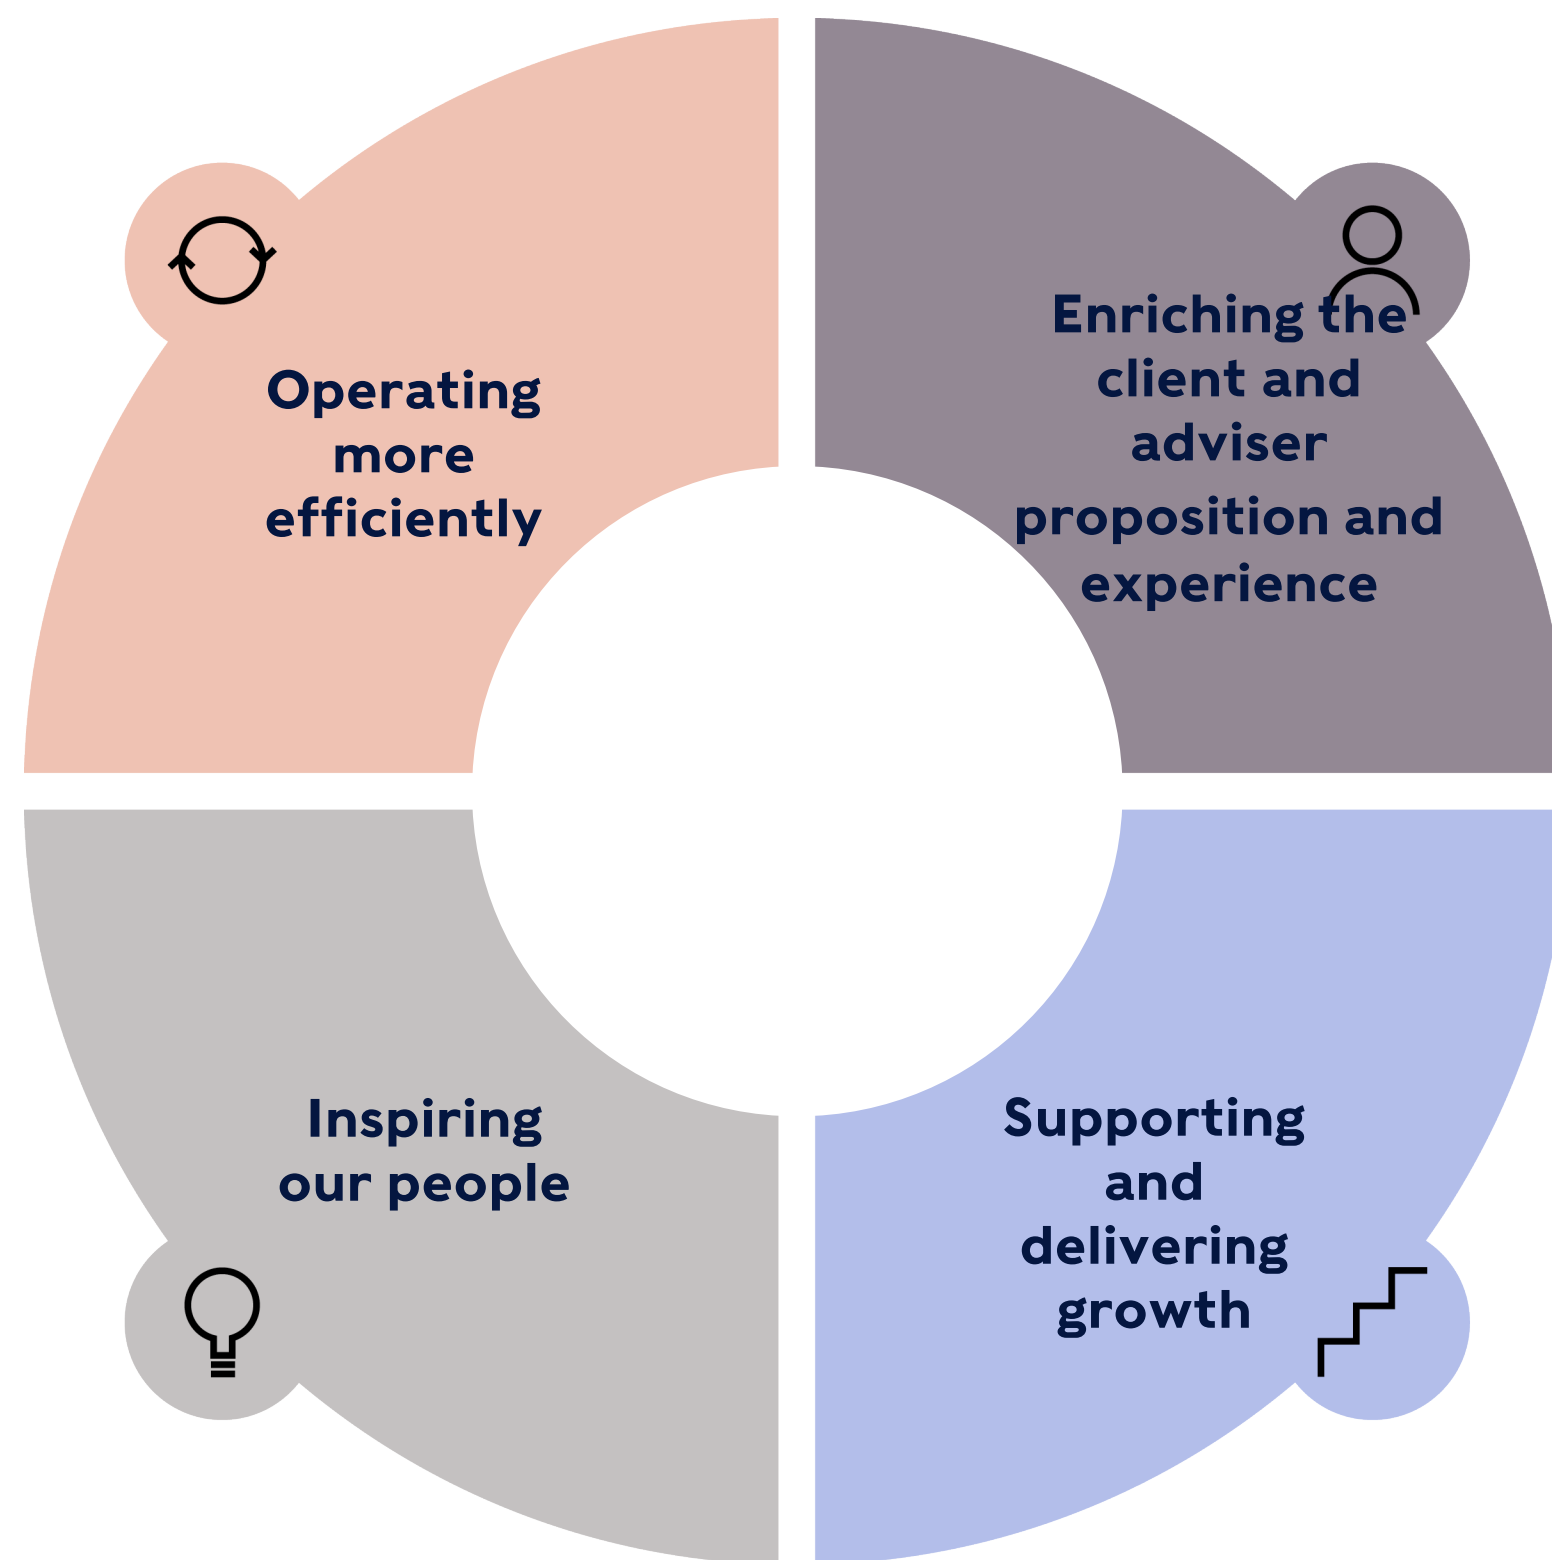 Operating
more
efficiently
Enriching the
client and
adviser
proposition and
experience
Inspiring
our people
Supporting
and
delivering
growth